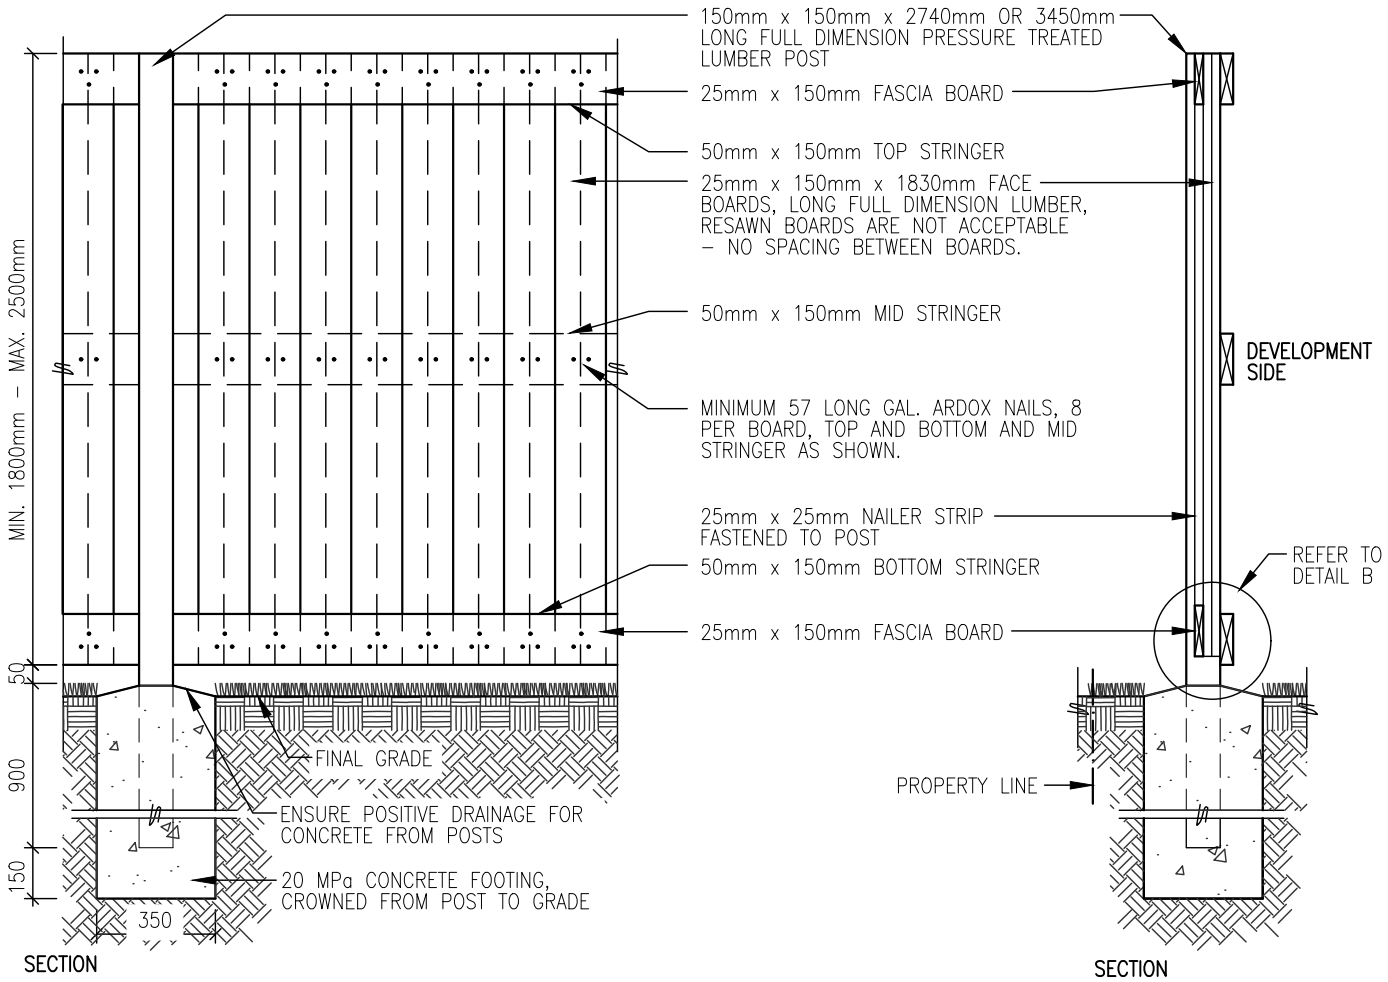 150mm x 150mm x 2740mm OR 3450mm
LONG FULL DIMENSION PRESSURE TREATED
LUMBER POST
25mm x 150mm FASCIA BOARD
50mm x 150mm TOP STRINGER
25mm x 150mm x 1830mm FACE
BOARDS, LONG FULL DIMENSION LUMBER,
RESAWN BOARDS ARE NOT ACCEPTABLE
– NO SPACING BETWEEN BOARDS.
50mm x 150mm MID STRINGER
DEVELOPMENT
SIDE
MINIMUM 57 LONG GAL. ARDOX NAILS, 8
PER BOARD, TOP AND BOTTOM AND MID
STRINGER AS SHOWN.
25mm x 25mm NAILER STRIP
FASTENED TO POST
50mm x 150mm BOTTOM STRINGER
REFER TO
DETAIL B
25mm x 150mm FASCIA BOARD
MIN. 1800mm – MAX. 2500mm
50
900
150
FINAL GRADE
PROPERTY LINE
ENSURE POSITIVE DRAINAGE FOR
CONCRETE FROM POSTS
20 MPa CONCRETE FOOTING,
CROWNED FROM POST TO GRADE
350
SECTION
SECTION